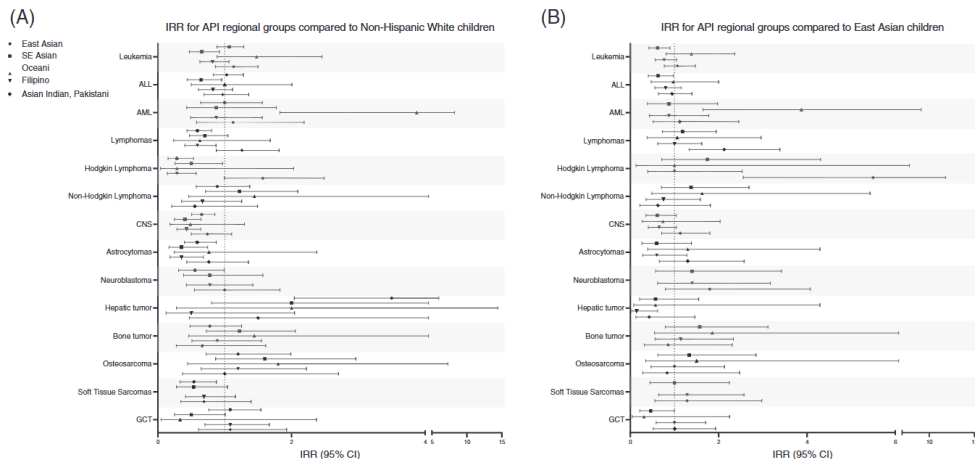 (A)
IRR for API regional groups compared to Non-Hispanic White children
East Asian
SE Asian
Oceani
Filipino
Asian Indian, Pakistani
Leukemia
ALL
AML
Lymphomas
Hodgkin Lymphoma
Non-Hodgkin Lymphoma
CNS
Astrocytomas
Neuroblastoma
Hepatic tumor
Bone tumor
Osteosarcoma
Soft Tissue Sarcomas
GCT
0 2 4 5 10 15
IRR (95% CI)
(B)
IRR for API regional groups compared to East Asian children
Leukemia
ALL
AML
Lymphomas
Hodgkin Lymphoma
Non-Hodgkin Lymphoma
CNS
Astrocytomas
Neuroblastoma
Hepatic tumor
Bone tumor
Osteosarcoma
Soft Tissue Sarcomas
GCT
0 2 4 6 10
IRR (95% CI)